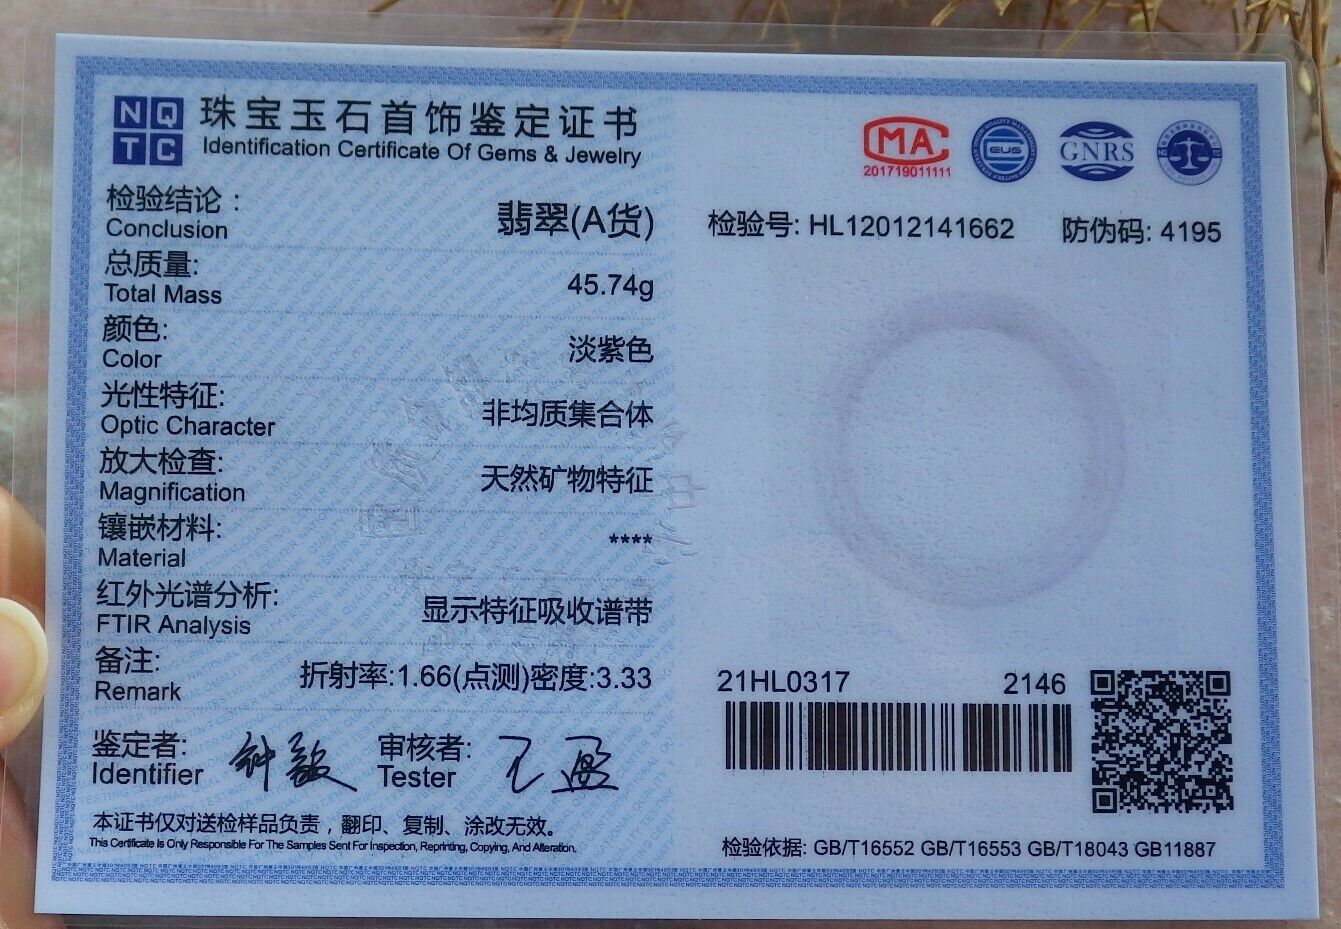 NQ
TC
珠宝玉石首饰鉴定证书
Identification Certificate Of Gems & Jewelry
检验结论：
Conclusion
翡翠(A货)
总质量:
Total Mass
45.74g
颜色:
Color
淡紫色
光性特征:
Optic Character
非均质集合体
放大检查:
Magnification
天然矿物特征
镶嵌材料:
Material
****
红外光谱分析:
FTIR Analysis
显示特征吸收谱带
备注:
Remark
折射率:1.66(点测)密度:3.33
鉴定者:
Identifier
审核者:
Tester
本证书仅对送检样品负责，翻印、复制、涂改无效。
This Certificate Is Only Responsible For The Samples Sent For Inspection, Reprinting, Copying, And Alteration.
MA
201719011111
EUS
GNRS
检验号: HL12012141662 防伪码: 4195
21HL0317 2146
检验依据: GB/T16552 GB/T16553 GB/T18043 GB11887